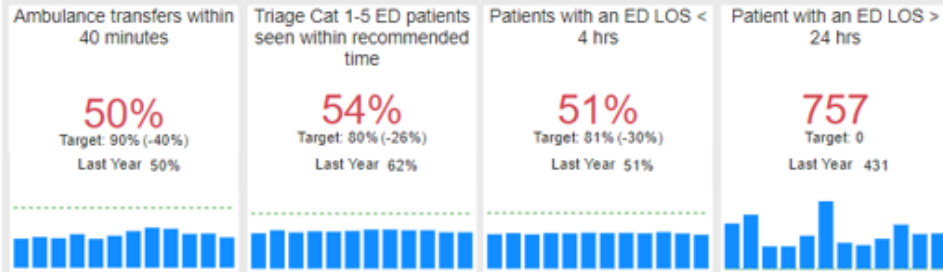 Ambulance transfers within
40 minutes
50%
Target: 90% (-40%)
Last Year 50%
Triage Cat 1-5 ED patients
seen within recommended
time
54%
Target: 80% (-26%)
Last Year 62%
Patients with an ED LOS <
4 hrs
51%
Target: 81% (-30%)
Last Year 51%
Patient with an ED LOS >
24 hrs
757
Target: 0
Last Year 431